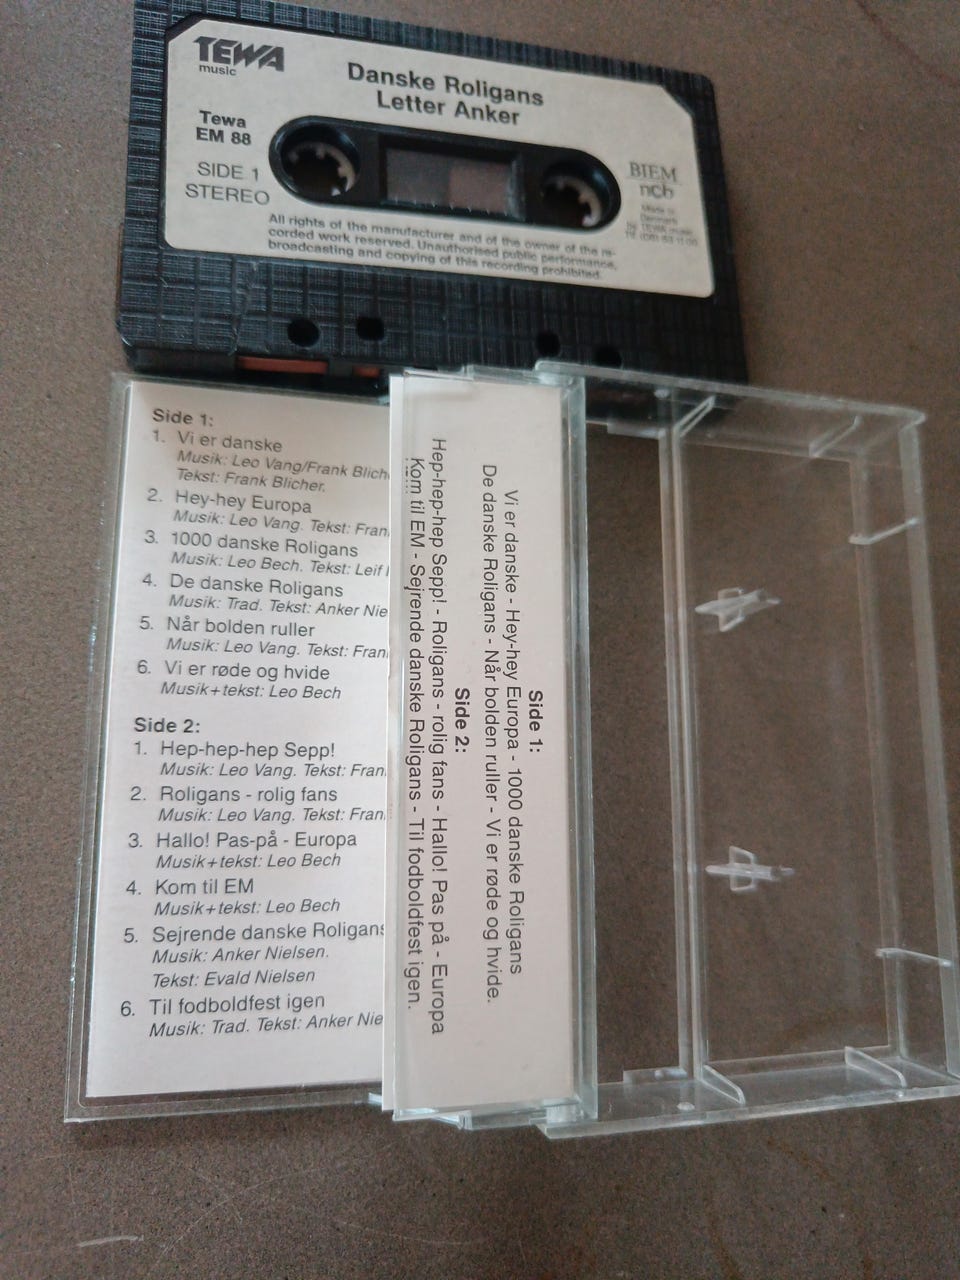 TEWA
music
Danske Roligans
Letter Anker
Tewa
EM 88
SIDE 1
STEREO
BIEM
ncb
Made in
Denmark
All rights of the manufacturer and of the owner of the re-
corded work reserved. Unauthorised public performance,
broadcasting and copying of this recording prohibited.
Side 1:
1. Vi er danske
Musik: Leo Vang/Frank Blich
Tekst: Frank Blicher.
2. Hey-hey Europa
Musik: Leo Vang. Tekst: Fran
3. 1000 danske Roligans
Musik: Leo Bech. Tekst: Leif
4. De danske Roligans
Musik: Trad. Tekst: Anker Nie
5. Når bolden ruller
Musik: Leo Vang. Tekst: Fran
6. Vi er røde og hvide
Musik+tekst: Leo Bech
Side 2:
1. Hep-hep-hep Sepp!
Musik: Leo Vang. Tekst: Fran
2. Roligans - rolig fans
Musik: Leo Vang. Tekst: Fran
3. Hallo! Pas-på - Europa
Musik+tekst: Leo Bech
4. Kom til EM
Musik+tekst: Leo Bech
5. Sejrende danske Roligans
Musik: Anker Nielsen.
Tekst: Evald Nielsen
6. Til fodboldfest igen
Musik: Trad. Tekst: Anker Nie
Side 1:
Vi er danske - Hey-hey Europa - 1000 danske Roligans
De danske Roligans - Når bolden ruller - Vi er røde og hvide.
Side 2:
Hep-hep-hep Sepp! - Roligans - rolig fans - Hallo! Pas på - Europa
Kom til EM - Sejrende danske Roligans - Til fodboldfest igen.